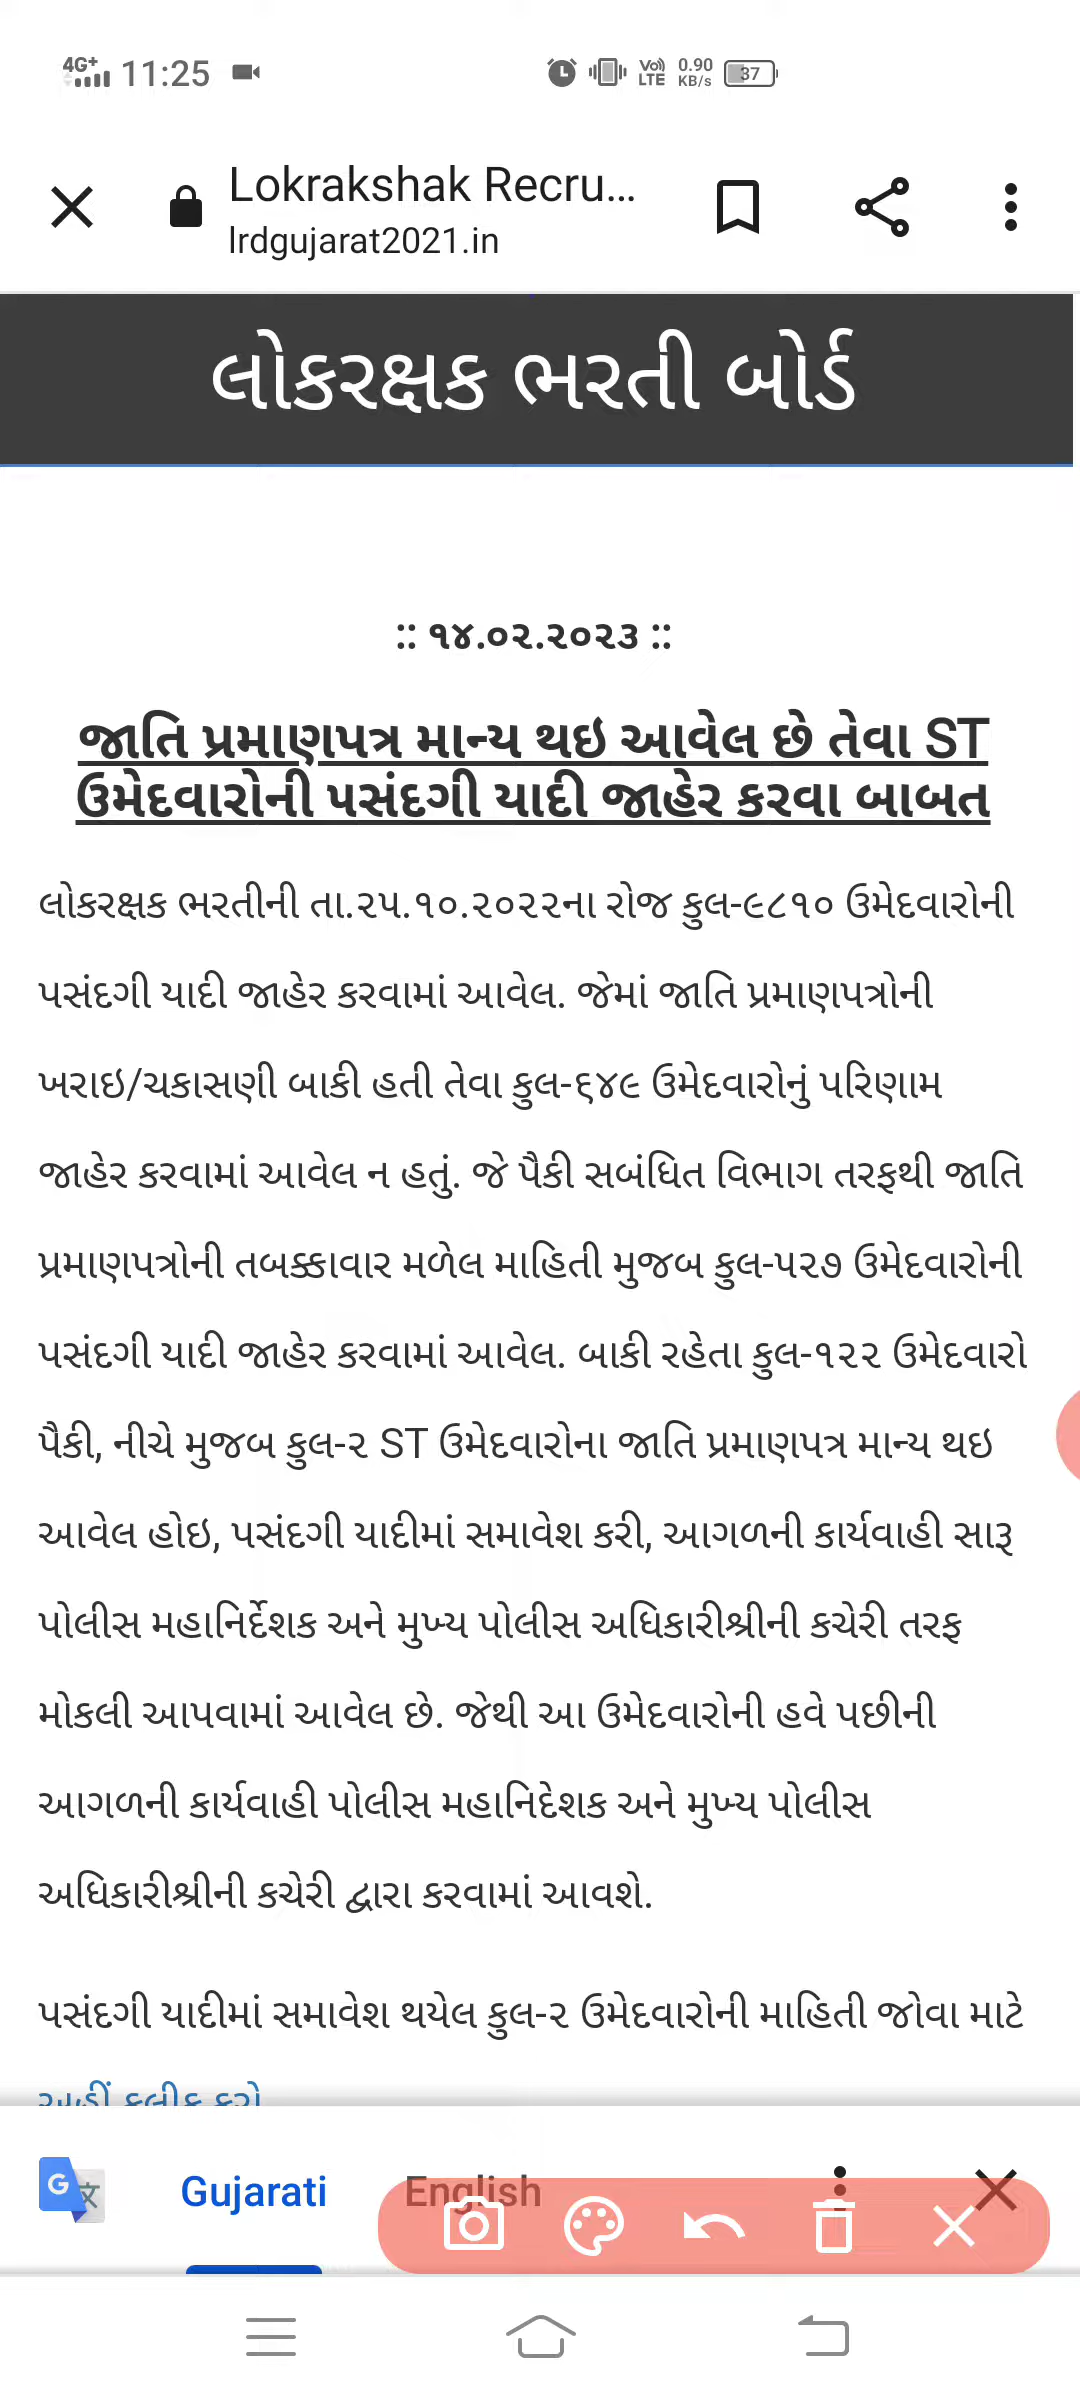 4G+ 11:25 Vo) LTE 0.90 KB/s 37
Lokrakshak Recru...
lrdgujarat2021.in
લોકરક્ષક ભરતી બોર્ડ
:: ૧૪.૦૨.૨૦૨૩ ::
જાતિ પ્રમાણપત્ર માન્ય થઇ આવેલ છે તેવા ST
ઉમેદવારોની પસંદગી યાદી જાહેર કરવા બાબત
લોકરક્ષક ભરતીની તા.૨૫.૧૦.૨૦૨૨ના રોજ કુલ-૯૮૧૦ ઉમેદવારોની
પસંદગી યાદી જાહેર કરવામાં આવેલ. જેમાં જાતિ પ્રમાણપત્રોની
ખરાઇ/ચકાસણી બાકી હતી તેવા કુલ-૬૪૯ ઉમેદવારોનું પરિણામ
જાહેર કરવામાં આવેલ ન હતું. જે પૈકી સબંધિત વિભાગ તરફથી જાતિ
પ્રમાણપત્રોની તબક્કાવાર મળેલ માહિતી મુજબ કુલ-૫૨૭ ઉમેદવારોની
પસંદગી યાદી જાહેર કરવામાં આવેલ. બાકી રહેતા કુલ-૧૨૨ ઉમેદવારો
પૈકી, નીચે મુજબ કુલ-૨ ST ઉમેદવારોના જાતિ પ્રમાણપત્ર માન્ય થઇ
આવેલ હોઇ, પસંદગી યાદીમાં સમાવેશ કરી, આગળની કાર્યવાહી સારૂ
પોલીસ મહાનિર્દેશક અને મુખ્ય પોલીસ અધિકારીશ્રીની કચેરી તરફ
મોકલી આપવામાં આવેલ છે. જેથી આ ઉમેદવારોની હવે પછીની
આગળની કાર્યવાહી પોલીસ મહાનિદેશક અને મુખ્ય પોલીસ
અધિકારીશ્રીની કચેરી દ્વારા કરવામાં આવશે.
પસંદગી યાદીમાં સમાવેશ થયેલ કુલ-૨ ઉમેદવારોની માહિતી જોવા માટે
અહીં કલીક કરો
Gujarati English